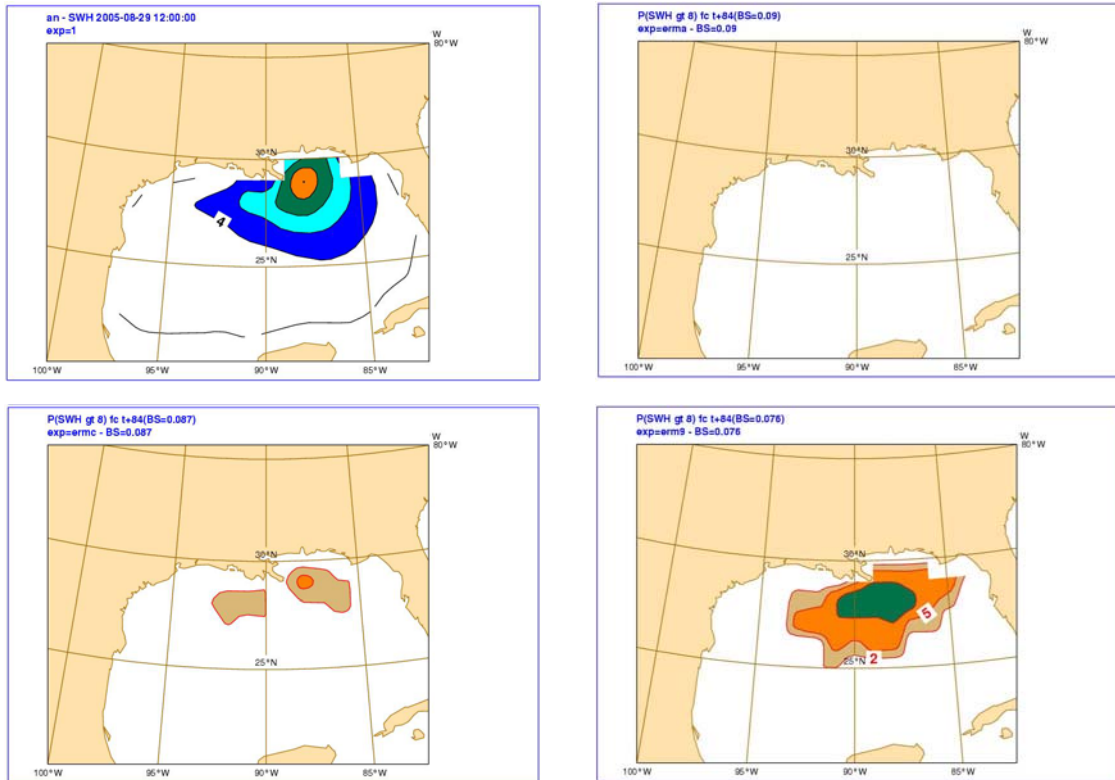 an - SWH 2005-08-29 12:00:00
exp=1
W
80°W
30°N
4
25°N
100°W
95°W
90°W
85°W
P(SWH gt 8) fc t+84(BS=0.09)
exp=erma - BS=0.09
W
80°W
30°N
25°N
100°W
95°W
90°W
85°W
P(SWH gt 8) fc t+84(BS=0.087)
exp=ermc - BS=0.087
W
80°W
30°N
25°N
100°W
95°W
90°W
85°W
P(SWH gt 8) fc t+84(BS=0.076)
exp=erm9 - BS=0.076
W
80°W
30°N
5
2
25°N
100°W
95°W
90°W
85°W